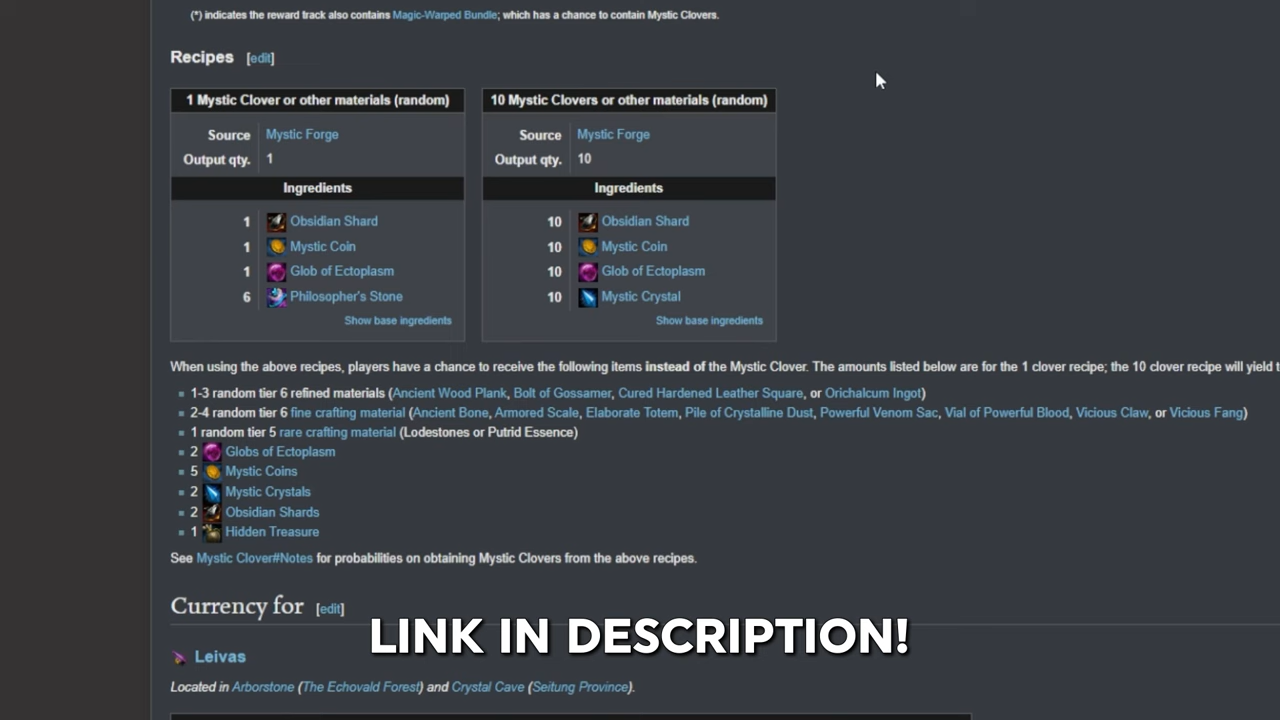 (*) indicates the reward track also contains Magic-Warped Bundle; which has a chance to contain Mystic Clovers.
Recipes [edit]
1 Mystic Clover or other materials (random)
Source Mystic Forge
Output qty. 1
Ingredients
1 Obsidian Shard
1 Mystic Coin
1 Glob of Ectoplasm
6 Philosopher's Stone
Show base ingredients
10 Mystic Clovers or other materials (random)
Source Mystic Forge
Output qty. 10
Ingredients
10 Obsidian Shard
10 Mystic Coin
10 Glob of Ectoplasm
10 Mystic Crystal
Show base ingredients
When using the above recipes, players have a chance to receive the following items instead of the Mystic Clover. The amounts listed below are for the 1 clover recipe; the 10 clover recipe will yield
1-3 random tier 6 refined materials (Ancient Wood Plank, Bolt of Gossamer, Cured Hardened Leather Square, or Orichalcum Ingot)
2-4 random tier 6 fine crafting material (Ancient Bone, Armored Scale, Elaborate Totem, Pile of Crystalline Dust, Powerful Venom Sac, Vial of Powerful Blood, Vicious Claw, or Vicious Fang)
1 random tier 5 rare crafting material (Lodestones or Putrid Essence)
2 Globs of Ectoplasm
5 Mystic Coins
2 Mystic Crystals
2 Obsidian Shards
1 Hidden Treasure
See Mystic Clover#Notes for probabilities on obtaining Mystic Clovers from the above recipes.
Currency for [edit]
LINK IN DESCRIPTION!
Leivas
Located in Arborstone (The Echovald Forest) and Crystal Cave (Seitung Province).